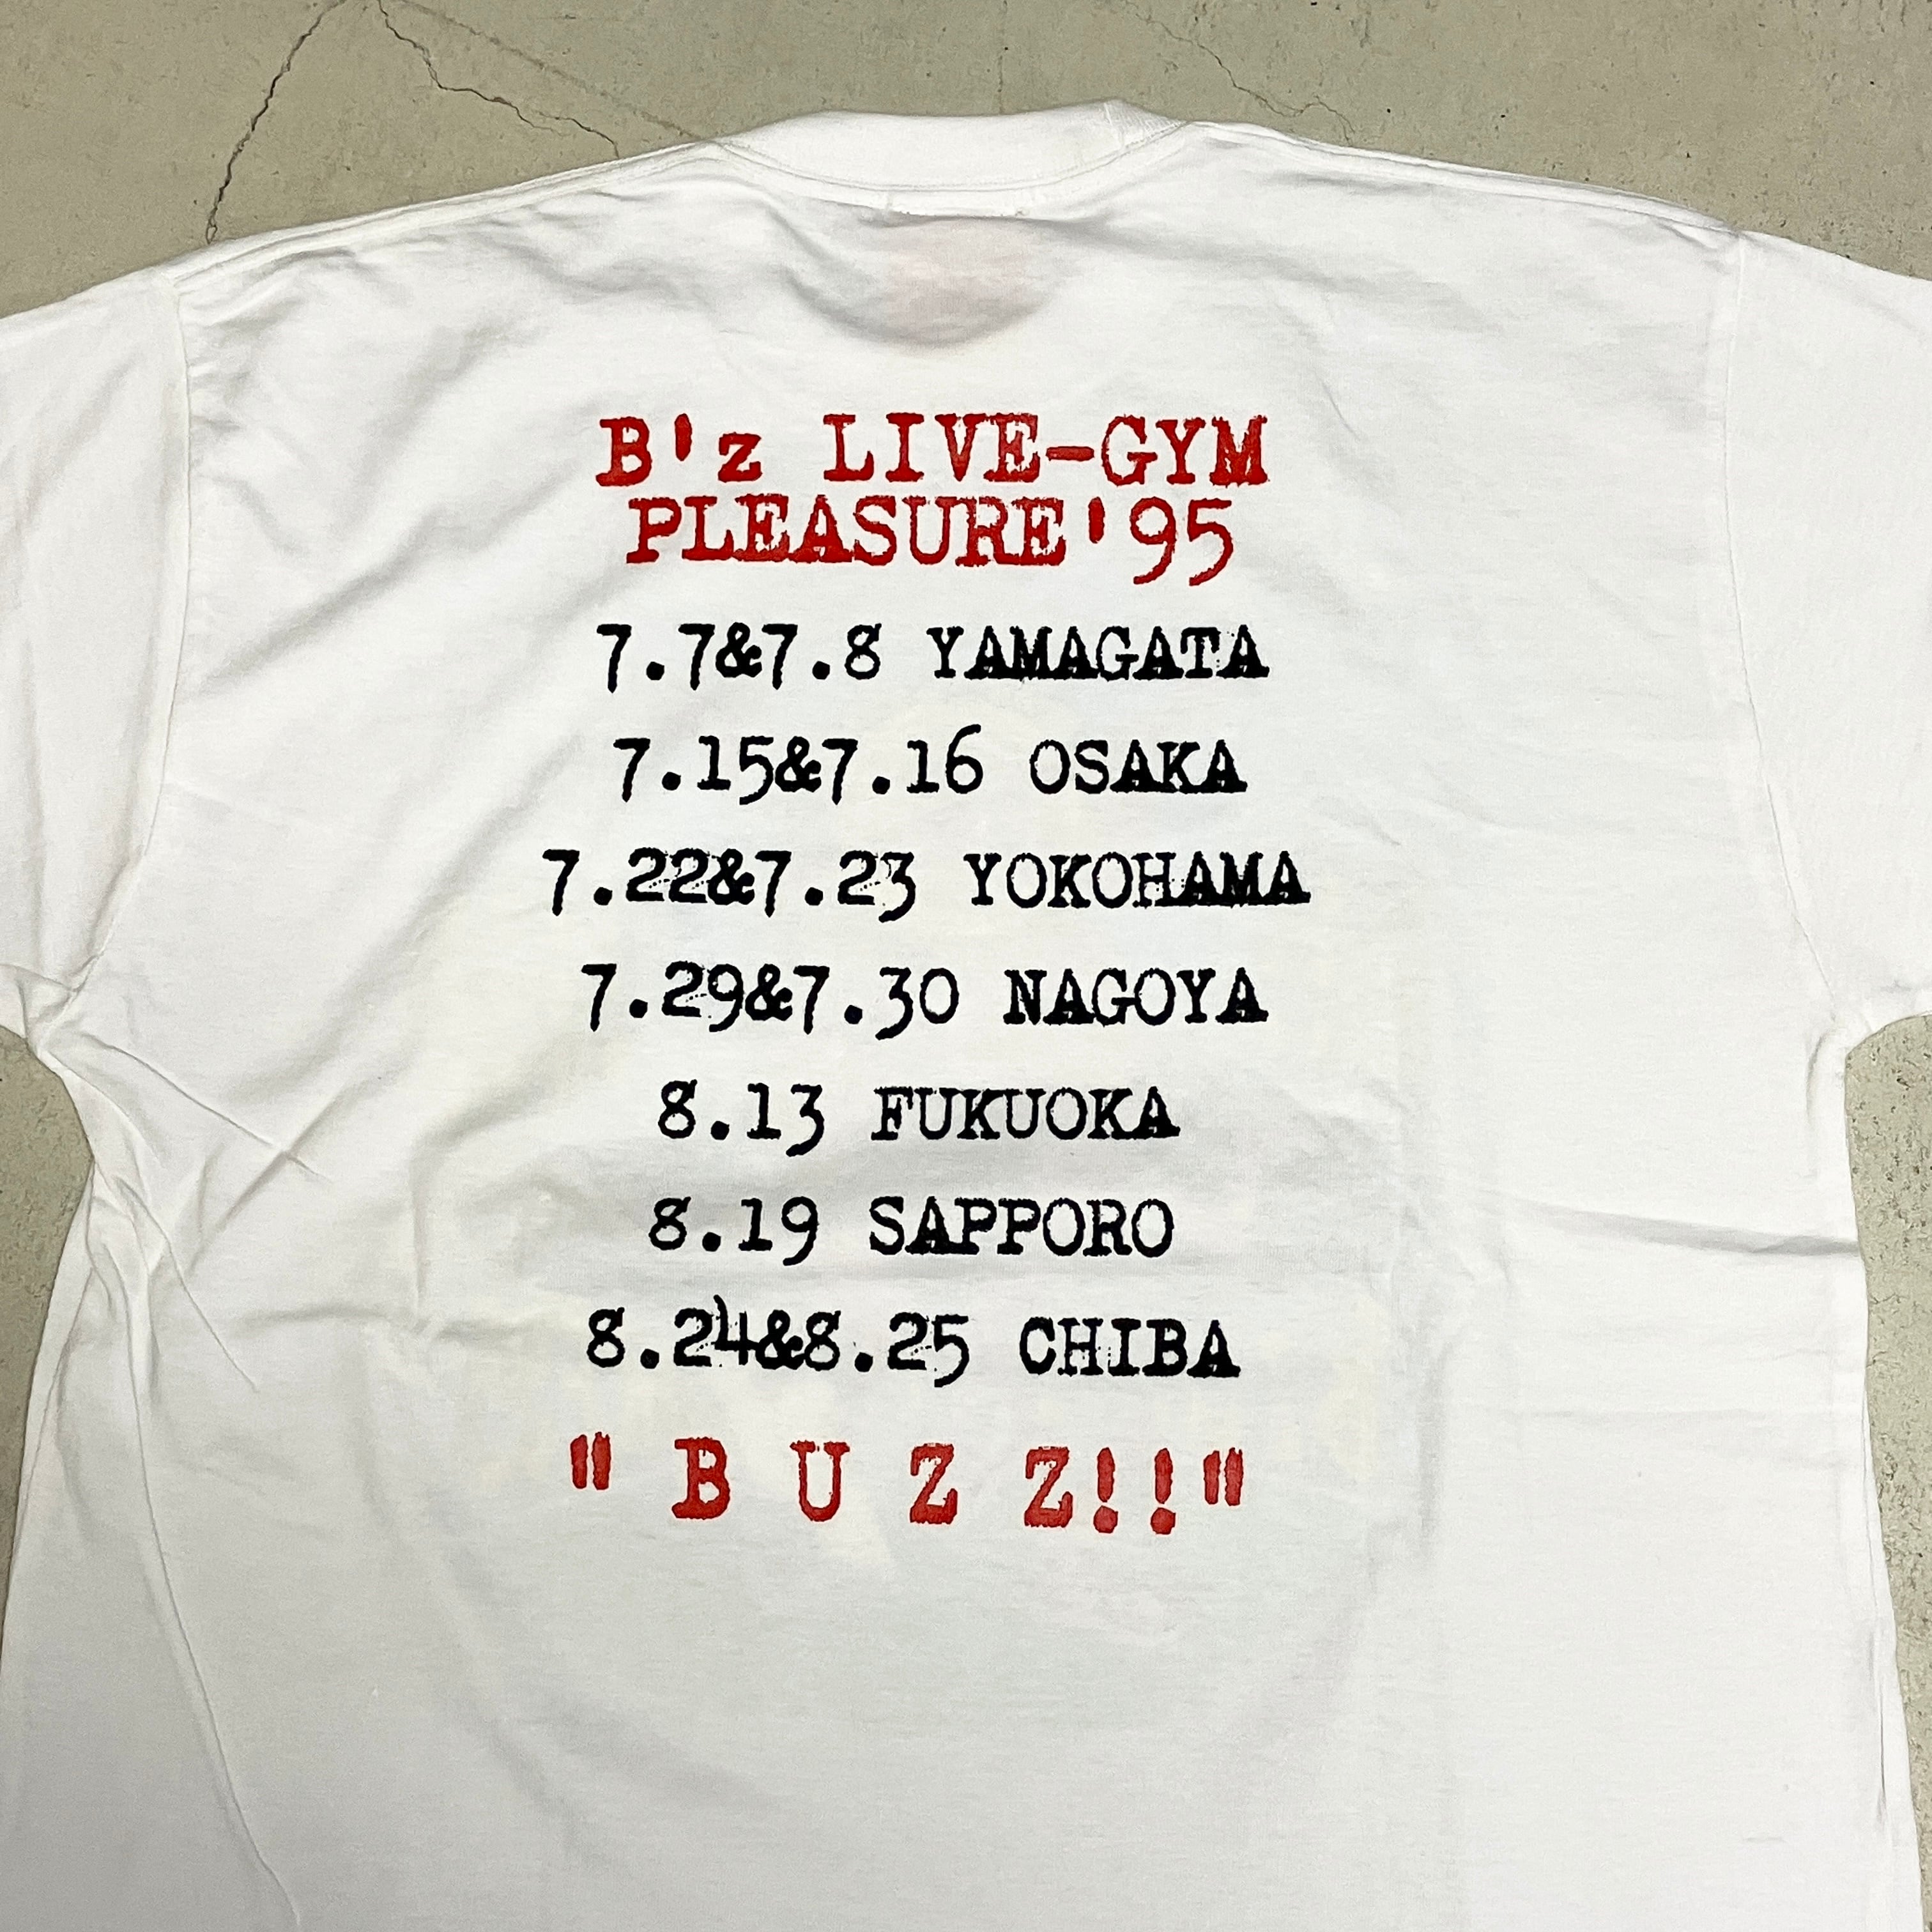 B'z LIVE-GYM
PLEASURE'95
7.7&7.8 YAMAGATA
7.15&7.16 OSAKA
7.22&7.23 YOKOHAMA
7.29&7.30 NAGOYA
8.13 FUKUOKA
8.19 SAPPORO
8.24&8.25 CHIBA
" B U Z Z!!"